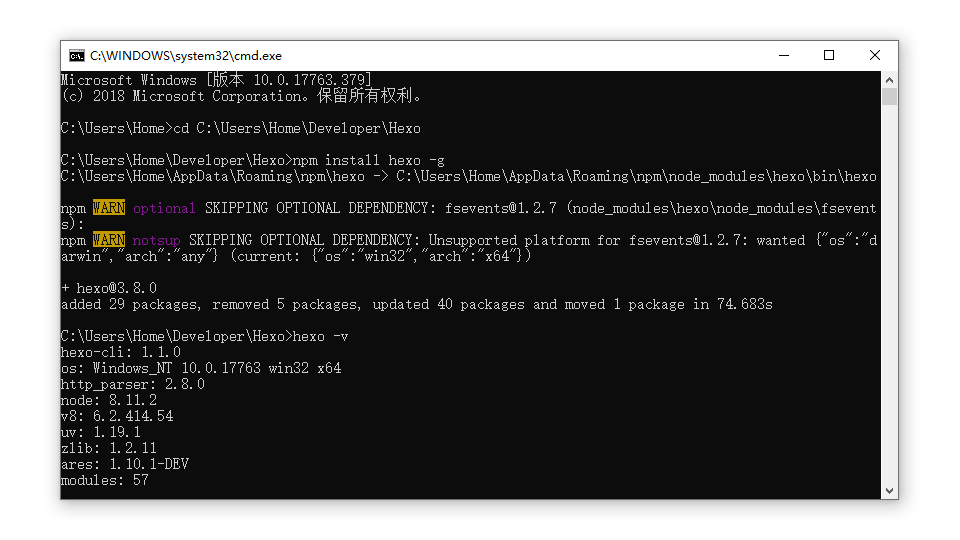 C:\WINDOWS\system32\cmd.exe
Microsoft Windows [版本 10.0.17763.379]
(c) 2018 Microsoft Corporation。保留所有权利。
C:\Users\Home>cd C:\Users\Home\Developer\Hexo
C:\Users\Home\Developer\Hexo>npm install hexo -g
C:\Users\Home\AppData\Roaming\npm\hexo -> C:\Users\Home\AppData\Roaming\npm\node_modules\hexo\bin\hexo
npm WARN optional SKIPPING OPTIONAL DEPENDENCY: fsevents@1.2.7 (node_modules\hexo\node_modules\fsevent
s):
npm WARN notsup SKIPPING OPTIONAL DEPENDENCY: Unsupported platform for fsevents@1.2.7: wanted {"os":"d
arwin","arch":"any"} (current: {"os":"win32","arch":"x64"})
+ hexo@3.8.0
added 29 packages, removed 5 packages, updated 40 packages and moved 1 package in 74.683s
C:\Users\Home\Developer\Hexo>hexo -v
hexo-cli: 1.1.0
os: Windows_NT 10.0.17763 win32 x64
http_parser: 2.8.0
node: 8.11.2
v8: 6.2.414.54
uv: 1.19.1
zlib: 1.2.11
ares: 1.10.1-DEV
modules: 57